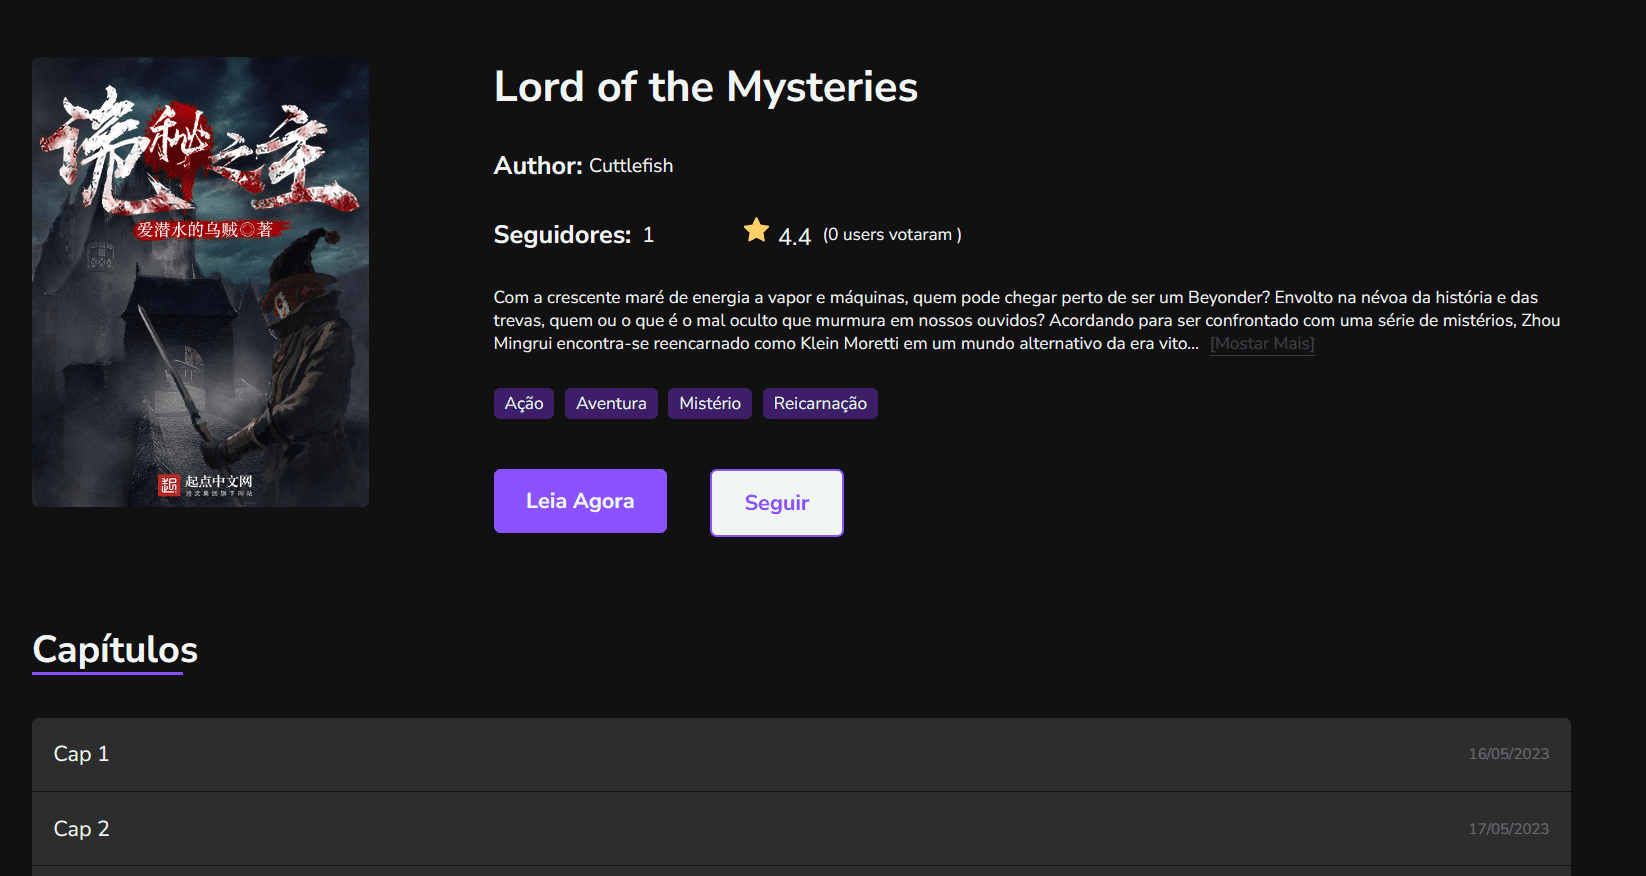 诡秘之主
爱潜水的乌贼◎著
起点中文网
Lord of the Mysteries
Author: Cuttlefish
Seguidores: 1
4.4 (0 users votaram )
Com a crescente maré de energia a vapor e máquinas, quem pode chegar perto de ser um Beyonder? Envolto na névoa da história e das
trevas, quem ou o que é o mal oculto que murmura em nossos ouvidos? Acordando para ser confrontado com uma série de mistérios, Zhou
Mingrui encontra-se reencarnado como Klein Moretti em um mundo alternativo da era vito... [Mostar Mais]
Ação Aventura Mistério Reicarnação
Leia Agora Seguir
Capítulos
Cap 1 16/05/2023
Cap 2 17/05/2023